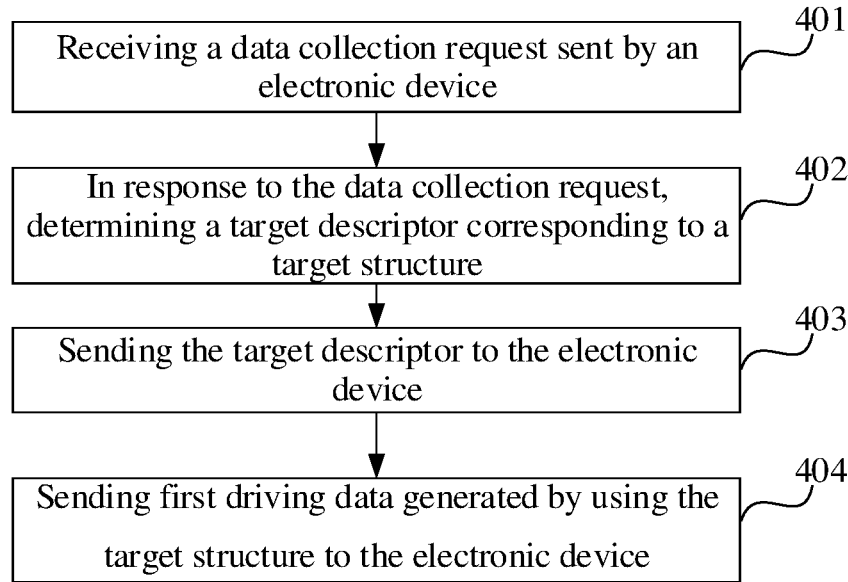 401
Receiving a data collection request sent by an
electronic device
402
In response to the data collection request,
determining a target descriptor corresponding to a
target structure
403
Sending the target descriptor to the electronic
device
404
Sending first driving data generated by using the
target structure to the electronic device